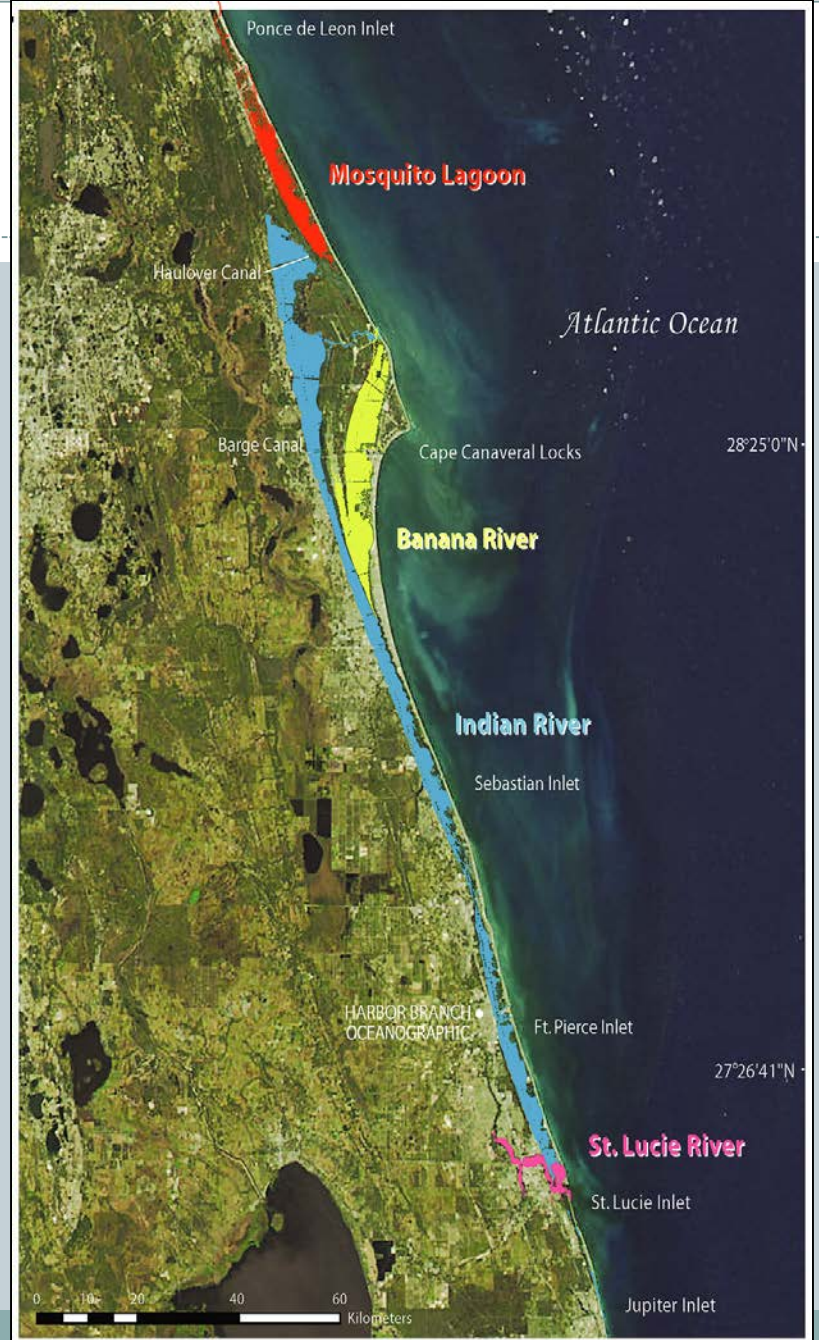 Ponce de Leon Inlet
Mosquito Lagoon
Haulover Canal
Atlantic Ocean
Barge Canal
Cape Canaveral Locks
28°25'0"N
Banana River
Indian River
Sebastian Inlet
HARBOR BRANCH
OCEANOGRAPHIC
Ft. Pierce Inlet
27°26'41"N
St. Lucie River
St. Lucie Inlet
Jupiter Inlet
0 10 20 40 60
Kilometers